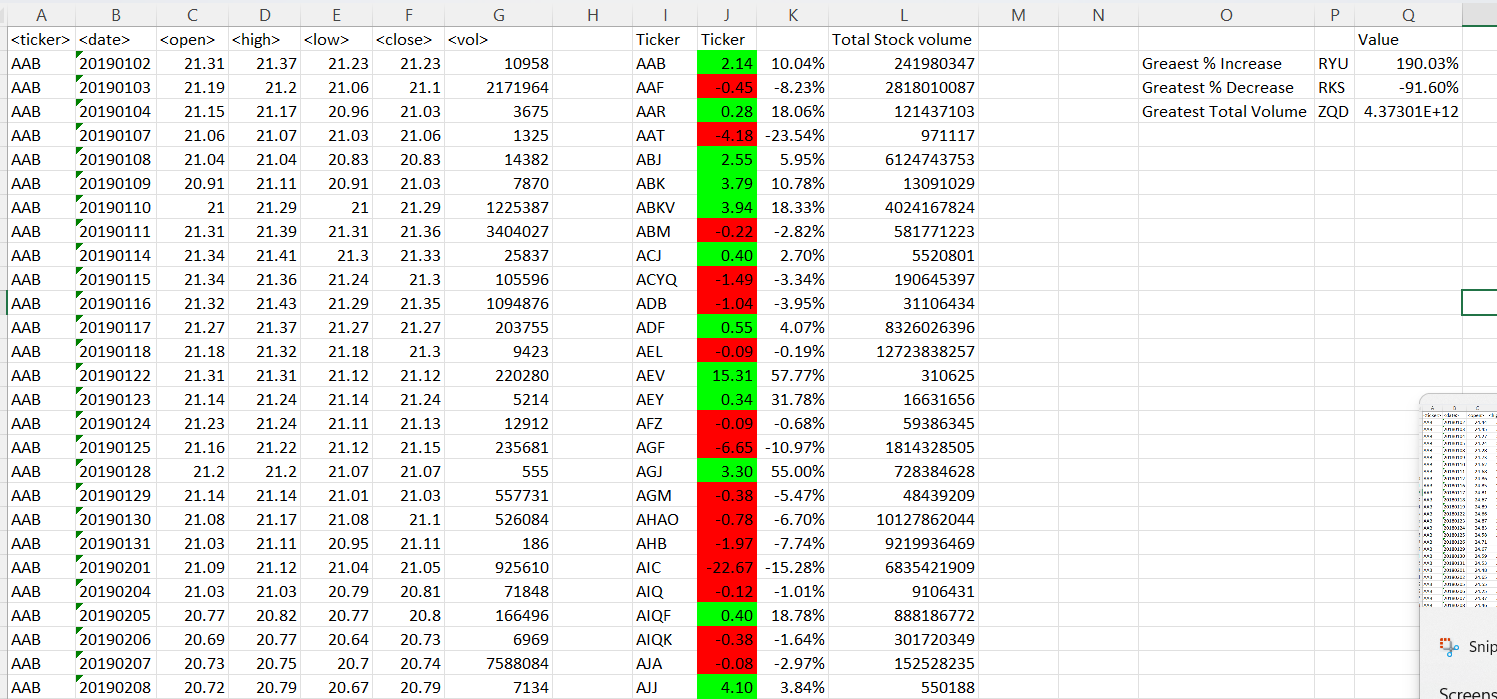 A B C D E F G H I J K L M N O P Q
<ticker> <date> <open> <high> <low> <close> <vol> Ticker Ticker Total Stock volume Value
AAB 20190102 21.31 21.37 21.23 21.23 10958 AAB 2.14 10.04% 241980347 Greaest % Increase RYU 190.03%
AAB 20190103 21.19 21.2 21.06 21.1 2171964 AAF -0.45 -8.23% 2818010087 Greatest % Decrease RKS -91.60%
AAB 20190104 21.15 21.17 20.96 21.03 3675 AAR 0.28 18.06% 121437103 Greatest Total Volume ZQD 4.37301E+12
AAB 20190107 21.06 21.07 21.03 21.06 1325 AAT -4.18 -23.54% 971117
AAB 20190108 21.04 21.04 20.83 20.83 14382 ABJ 2.55 5.95% 6124743753
AAB 20190109 20.91 21.11 20.91 21.03 7870 ABK 3.79 10.78% 13091029
AAB 20190110 21 21.29 21 21.29 1225387 ABKV 3.94 18.33% 4024167824
AAB 20190111 21.31 21.39 21.31 21.36 3404027 ABM -0.22 -2.82% 581771223
AAB 20190114 21.34 21.41 21.3 21.33 25837 ACJ 0.40 2.70% 5520801
AAB 20190115 21.34 21.36 21.24 21.3 105596 ACYQ -1.49 -3.34% 190645397
AAB 20190116 21.32 21.43 21.29 21.35 1094876 ADB -1.04 -3.95% 31106434
AAB 20190117 21.27 21.37 21.27 21.27 203755 ADF 0.55 4.07% 8326026396
AAB 20190118 21.18 21.32 21.18 21.3 9423 AEL -0.09 -0.19% 12723838257
AAB 20190122 21.31 21.31 21.12 21.12 220280 AEV 15.31 57.77% 310625
AAB 20190123 21.14 21.24 21.14 21.24 5214 AEY 0.34 31.78% 16631656
AAB 20190124 21.23 21.24 21.11 21.13 12912 AFZ -0.09 -0.68% 59386345
AAB 20190125 21.16 21.22 21.12 21.15 235681 AGF -6.65 -10.97% 1814328505
AAB 20190128 21.2 21.2 21.07 21.07 555 AGJ 3.30 55.00% 728384628
AAB 20190129 21.14 21.14 21.01 21.03 557731 AGM -0.38 -5.47% 48439209
AAB 20190130 21.08 21.17 21.08 21.1 526084 AHAO -0.78 -6.70% 10127862044
AAB 20190131 21.03 21.11 20.95 21.11 186 AHB -1.97 -7.74% 9219936469
AAB 20190201 21.09 21.12 21.04 21.05 925610 AIC -22.67 -15.28% 6835421909
AAB 20190204 21.03 21.03 20.79 20.81 71848 AIQ -0.12 -1.01% 9106431
AAB 20190205 20.77 20.82 20.77 20.8 166496 AIQF 0.40 18.78% 888186772
AAB 20190206 20.69 20.77 20.64 20.73 6969 AIQK -0.38 -1.64% 301720349
AAB 20190207 20.73 20.75 20.7 20.74 7588084 AJA -0.08 -2.97% 152528235
AAB 20190208 20.72 20.79 20.67 20.79 7134 AJJ 4.10 3.84% 550188
Snip
Screens